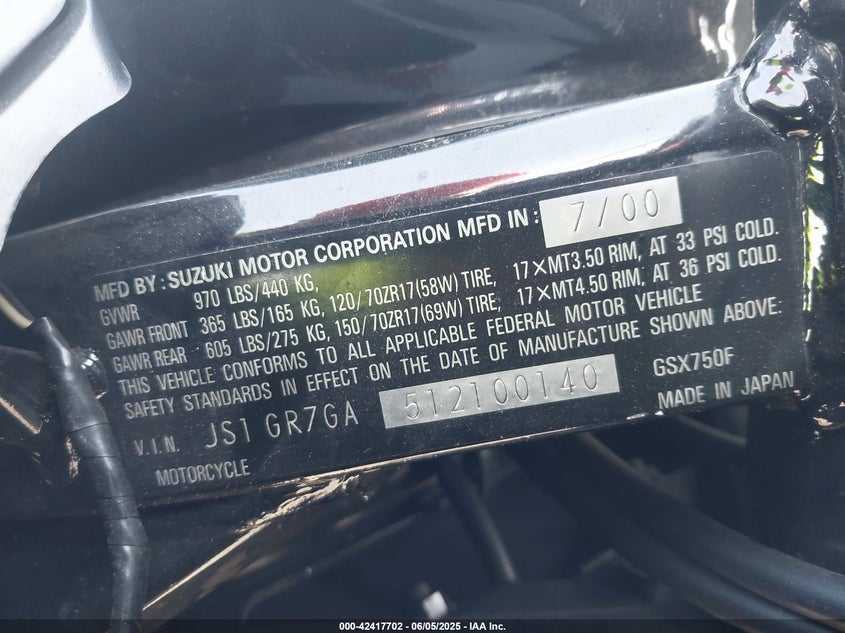 MFD BY : SUZUKI MOTOR CORPORATION MFD IN : 7/00
GVWR 970 LBS/440 KG,
GAWR FRONT 365 LBS/165 KG, 120/70ZR17(58W) TIRE, 17×MT3.50 RIM, AT 33 PSI COLD.
GAWR REAR : 605 LBS/275 KG, 150/70ZR17(69W) TIRE, 17×MT4.50 RIM, AT 36 PSI COLD.
THIS VEHICLE CONFORMS TO ALL APPLICABLE FEDERAL MOTOR VEHICLE
SAFETY STANDARDS IN EFFECT ON THE DATE OF MANUFACTURE SHOWN ABOVE:
V.I.N. JS1GR7GA 512100140 GSX750F
MOTORCYCLE MADE IN JAPAN
000-42417702 - 06/05/2025 - IAA Inc.